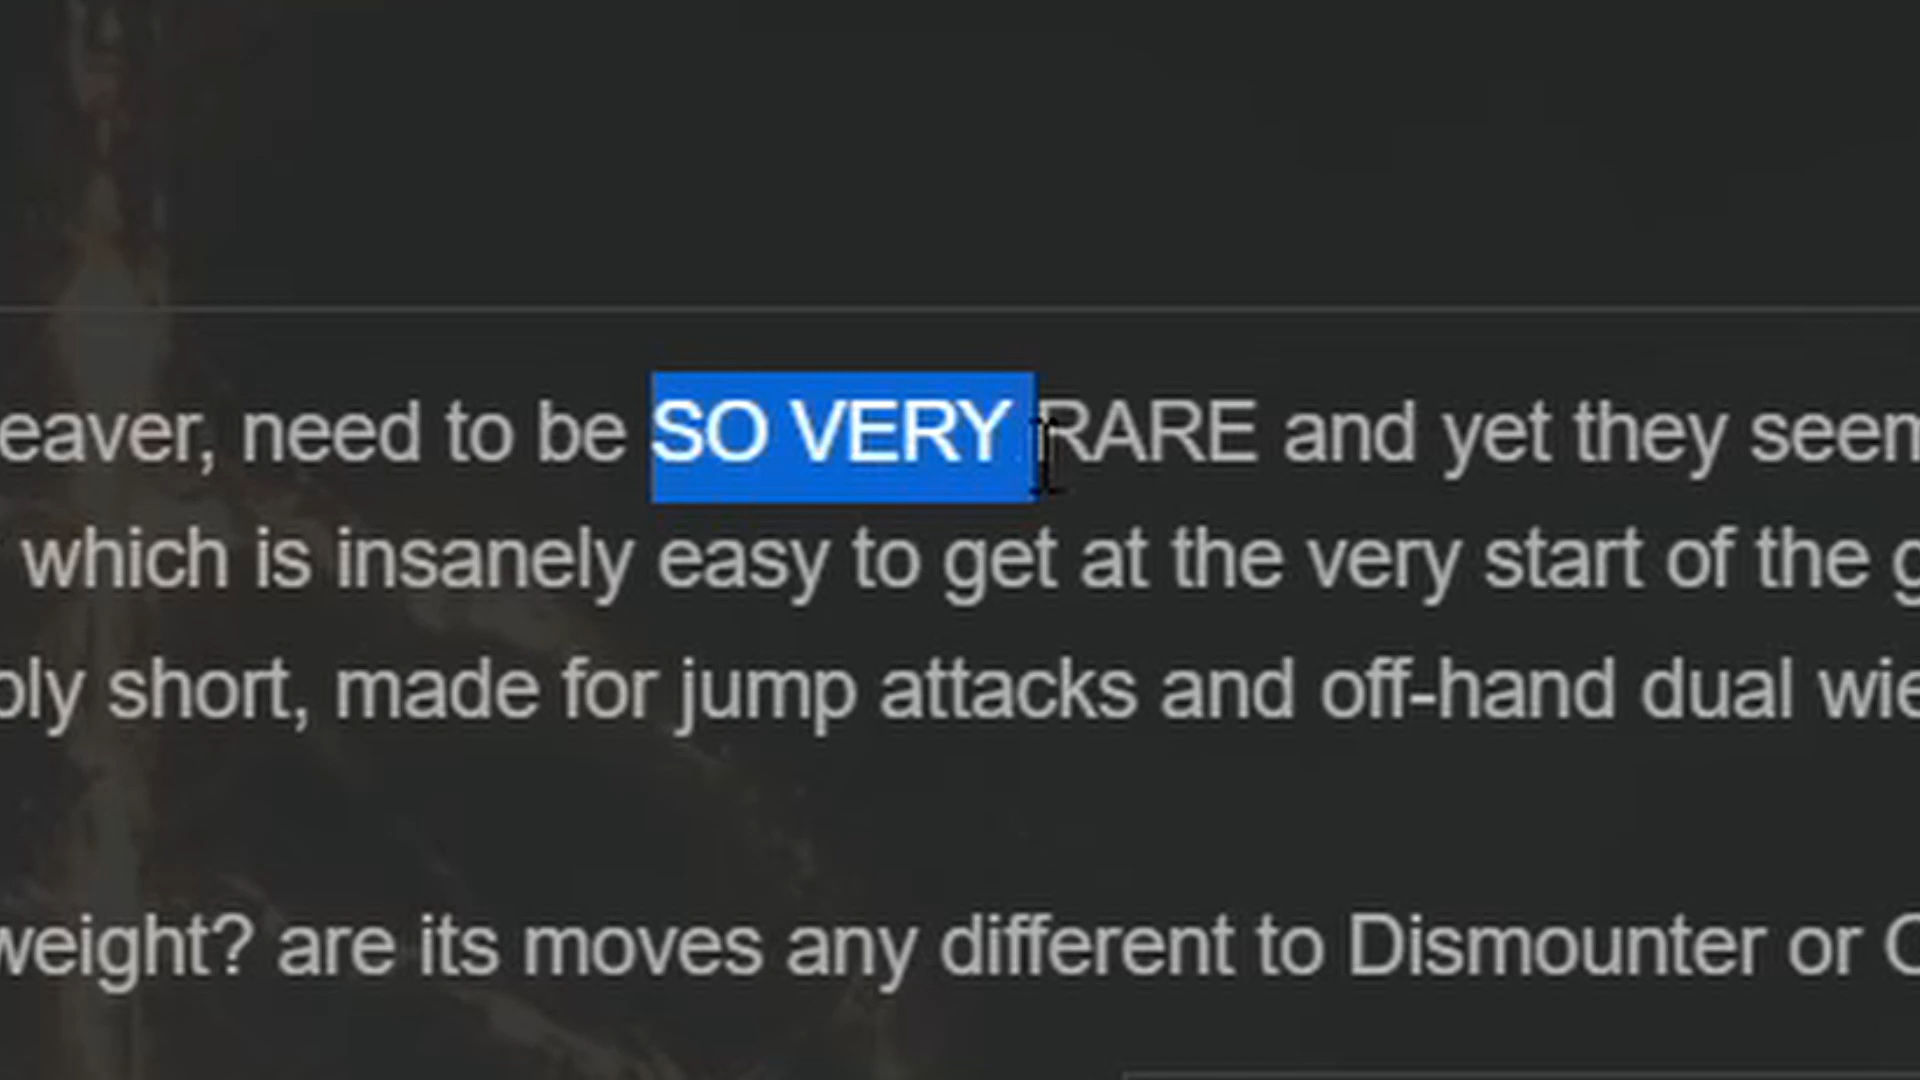 eaver, need to be SO VERY RARE and yet they seem
which is insanely easy to get at the very start of the g
ply short, made for jump attacks and off-hand dual wie
weight? are its moves any different to Dismounter or C